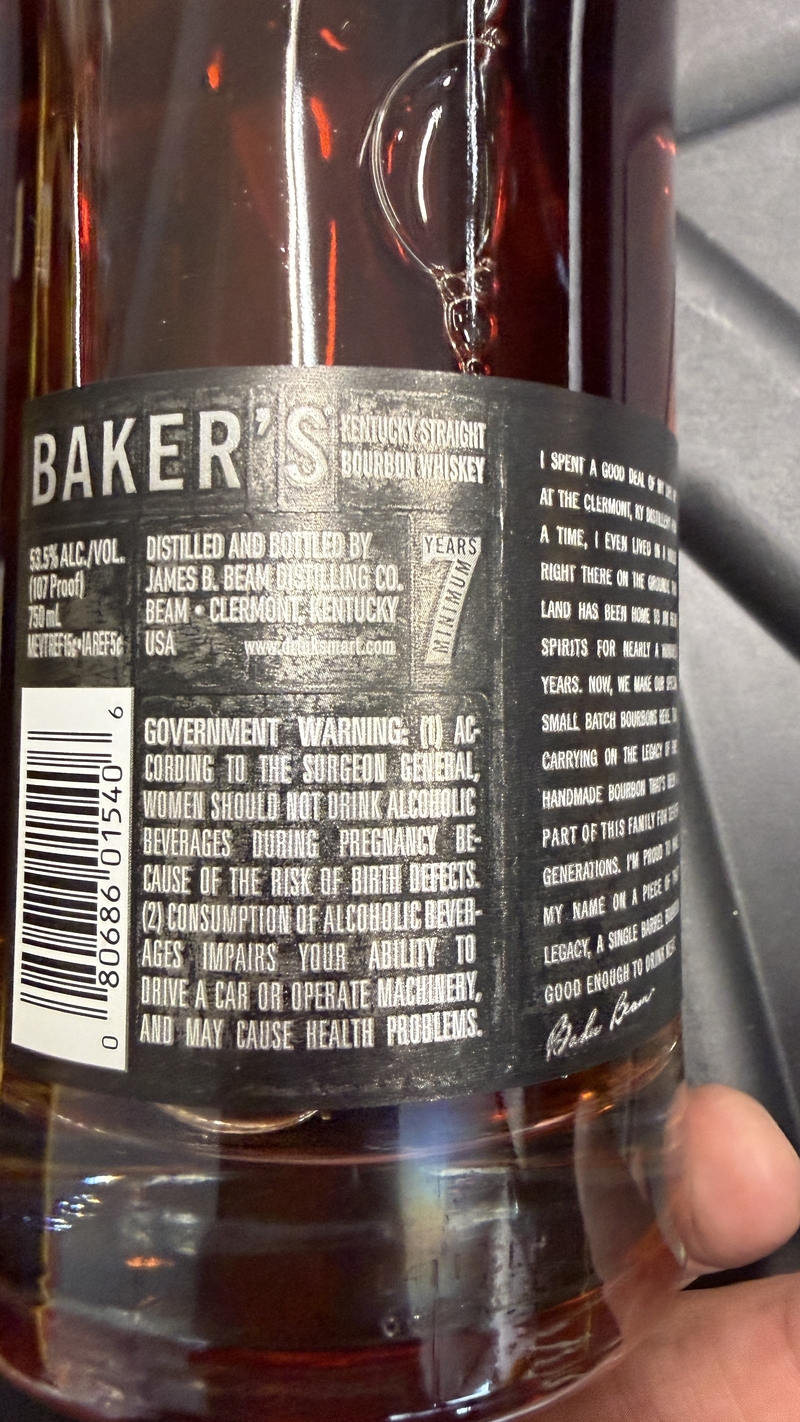 BAKER'S
KENTUCKY STRAIGHT
BOURBON WHISKEY
53.5% ALC./VOL.
(107 Proof)
750 mL
MEVTREF15¢•IAREF5¢
DISTILLED AND BOTTLED BY
JAMES B. BEAM DISTILLING CO.
BEAM • CLERMONT, KENTUCKY
USA www.drinksmart.com
7
YEARS
MINIMUM
GOVERNMENT WARNING: (1) AC-
CORDING TO THE SURGEON GENERAL,
WOMEN SHOULD NOT DRINK ALCOHOLIC
BEVERAGES DURING PREGNANCY BE-
CAUSE OF THE RISK OF BIRTH DEFECTS.
(2) CONSUMPTION OF ALCOHOLIC BEVER-
AGES IMPAIRS YOUR ABILITY TO
DRIVE A CAR OR OPERATE MACHINERY,
AND MAY CAUSE HEALTH PROBLEMS.
0 80686 01540 6
I SPENT A GOOD DEAL OF MY
AT THE CLERMONT, KY DISTILLERY
A TIME, I EVEN LIVED IN A
RIGHT THERE ON THE GROUNDS
LAND HAS BEEN HOME TO
SPIRITS FOR NEARLY A
YEARS. NOW, WE MAKE OUR
SMALL BATCH BOURBONS HERE,
CARRYING ON THE LEGACY OF
HANDMADE BOURBON THAT'S BEEN
PART OF THIS FAMILY FOR
GENERATIONS. I'M PROUD TO
MY NAME ON A PIECE OF
LEGACY, A SINGLE BARREL
GOOD ENOUGH TO DRINK NEAT.
Baker Beam